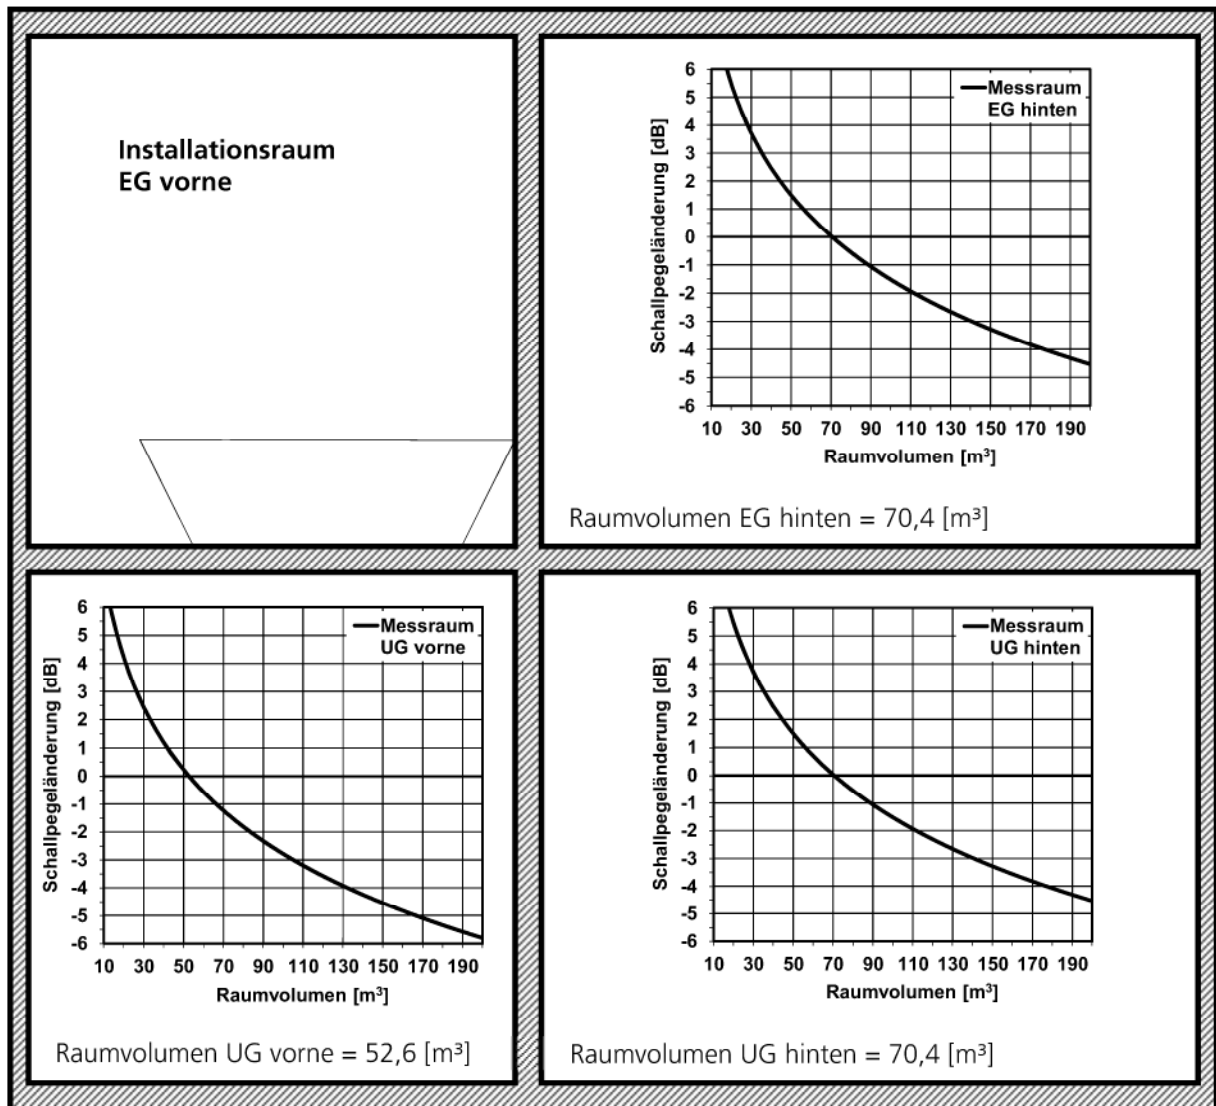 Installationsraum
EG vorne
6
5
4
3
2
1
0
-1
-2
-3
-4
-5
-6
Schallpegeländerung [dB]
Messraum
EG hinten
10 30 50 70 90 110 130 150 170 190
Raumvolumen [m³]
Raumvolumen EG hinten = 70,4 [m³]
6
5
4
3
2
1
0
-1
-2
-3
-4
-5
-6
Schallpegeländerung [dB]
Messraum
UG vorne
10 30 50 70 90 110 130 150 170 190
Raumvolumen [m³]
Raumvolumen UG vorne = 52,6 [m³]
6
5
4
3
2
1
0
-1
-2
-3
-4
-5
-6
Schallpegeländerung [dB]
Messraum
UG hinten
10 30 50 70 90 110 130 150 170 190
Raumvolumen [m³]
Raumvolumen UG hinten = 70,4 [m³]